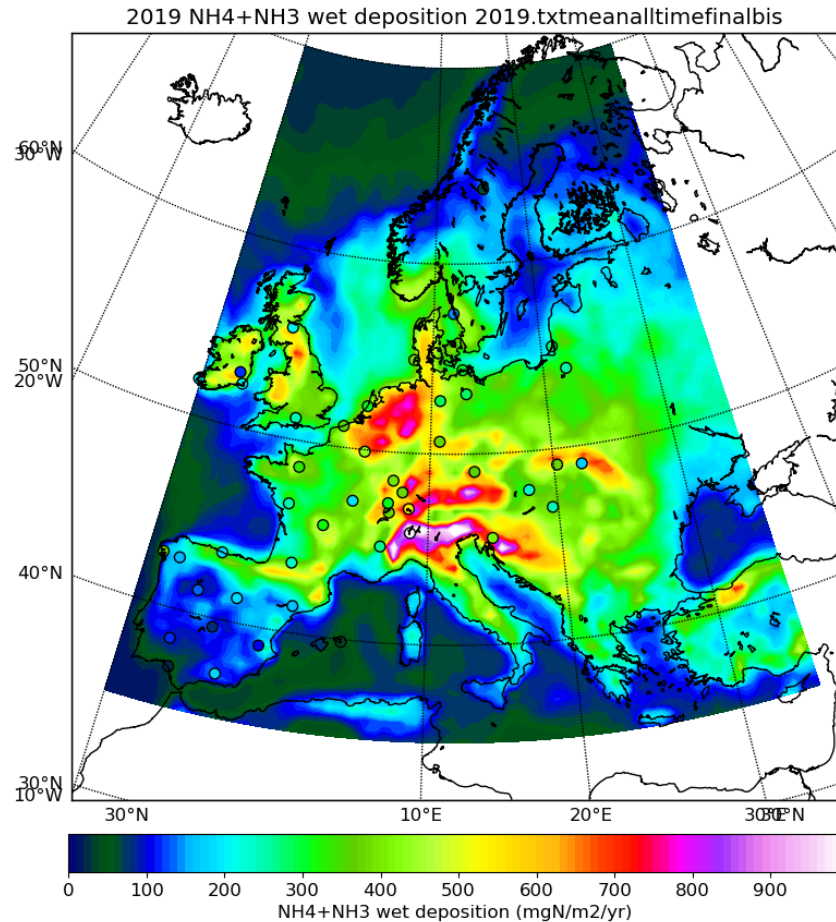 2019 NH4+NH3 wet deposition 2019.txtmeanalltimefinalbis
60°N
30°W
50°N
20°W
40°N
30°N
10°W
30°N 10°E 20°E 30°E
0 100 200 300 400 500 600 700 800 900
NH4+NH3 wet deposition (mgN/m2/yr)